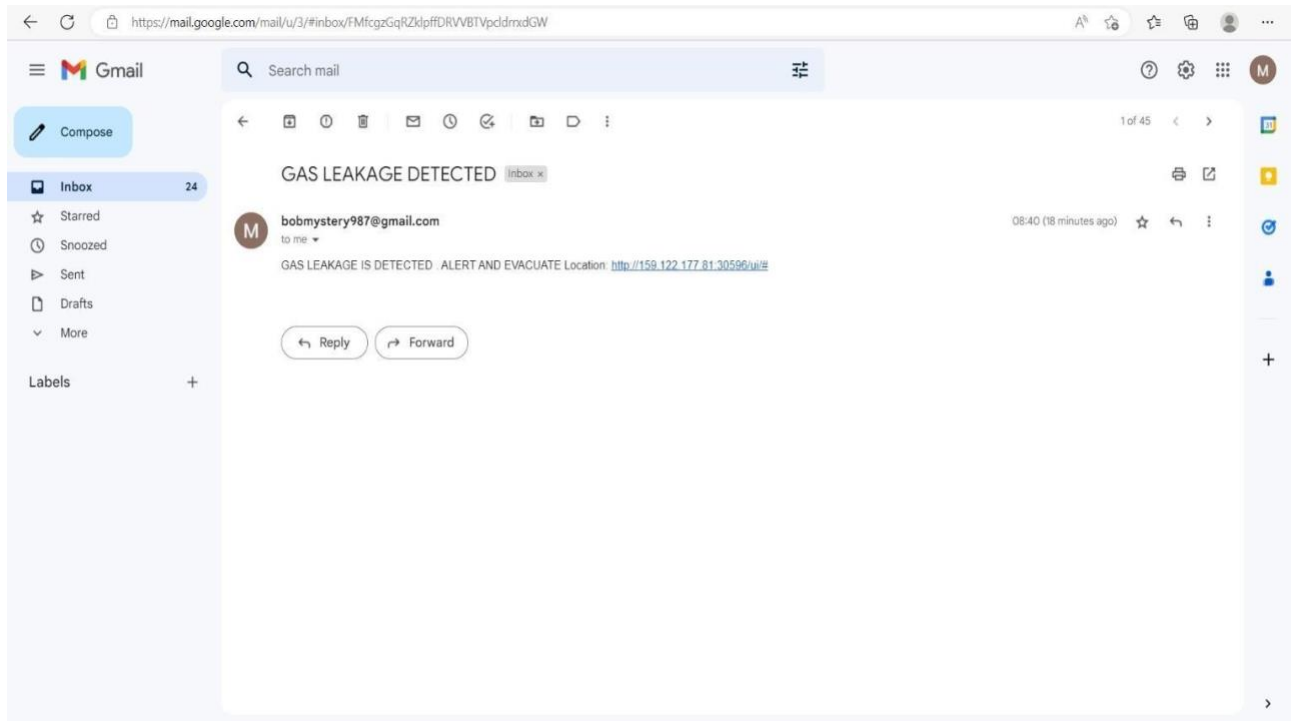 https://mail.google.com/mail/u/3/#inbox/FMfcgzGqRZklpffDRVVBTVpcldrnxdGW
Gmail
Search mail
M
Compose
1 of 45
31
GAS LEAKAGE DETECTED Inbox ×
Inbox 24
Starred
M bobmystery987@gmail.com 08:40 (18 minutes ago)
to me
Snoozed
GAS LEAKAGE IS DETECTED . ALERT AND EVACUATE Location: http://159.122.177.81:30596/ui/#
Sent
Drafts
More
Reply Forward
Labels